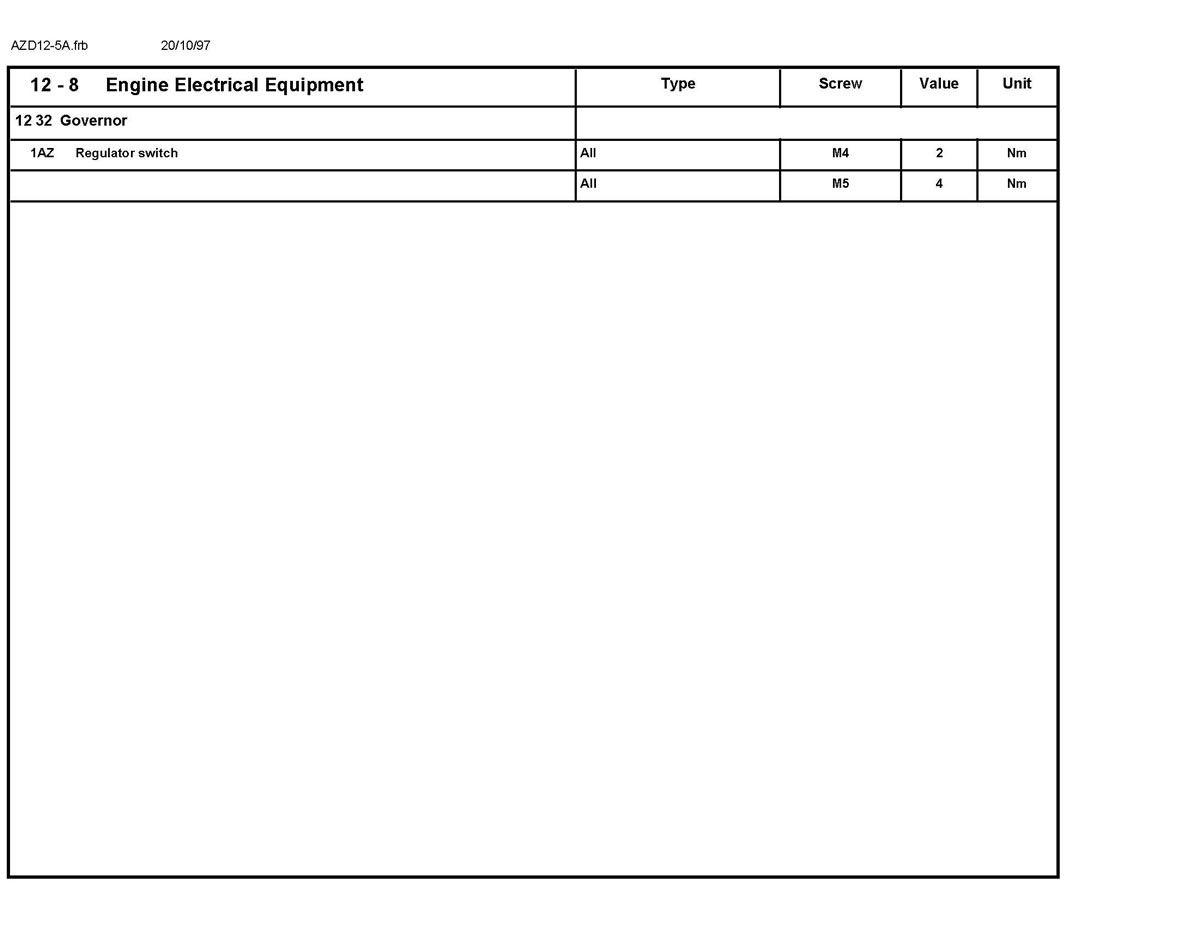 AZD12-5A.frb 20/10/97
12 - 8 Engine Electrical Equipment Type Screw Value Unit
12 32 Governor
1AZ Regulator switch All M4 2 Nm
All M5 4 Nm